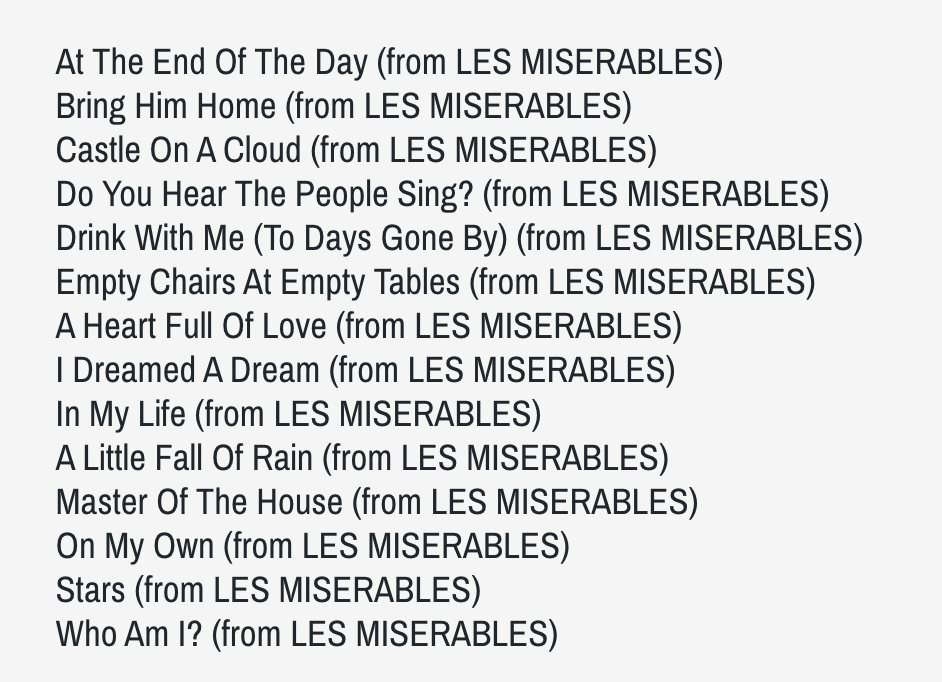 At The End Of The Day (from LES MISERABLES)
Bring Him Home (from LES MISERABLES)
Castle On A Cloud (from LES MISERABLES)
Do You Hear The People Sing? (from LES MISERABLES)
Drink With Me (To Days Gone By) (from LES MISERABLES)
Empty Chairs At Empty Tables (from LES MISERABLES)
A Heart Full Of Love (from LES MISERABLES)
I Dreamed A Dream (from LES MISERABLES)
In My Life (from LES MISERABLES)
A Little Fall Of Rain (from LES MISERABLES)
Master Of The House (from LES MISERABLES)
On My Own (from LES MISERABLES)
Stars (from LES MISERABLES)
Who Am I? (from LES MISERABLES)